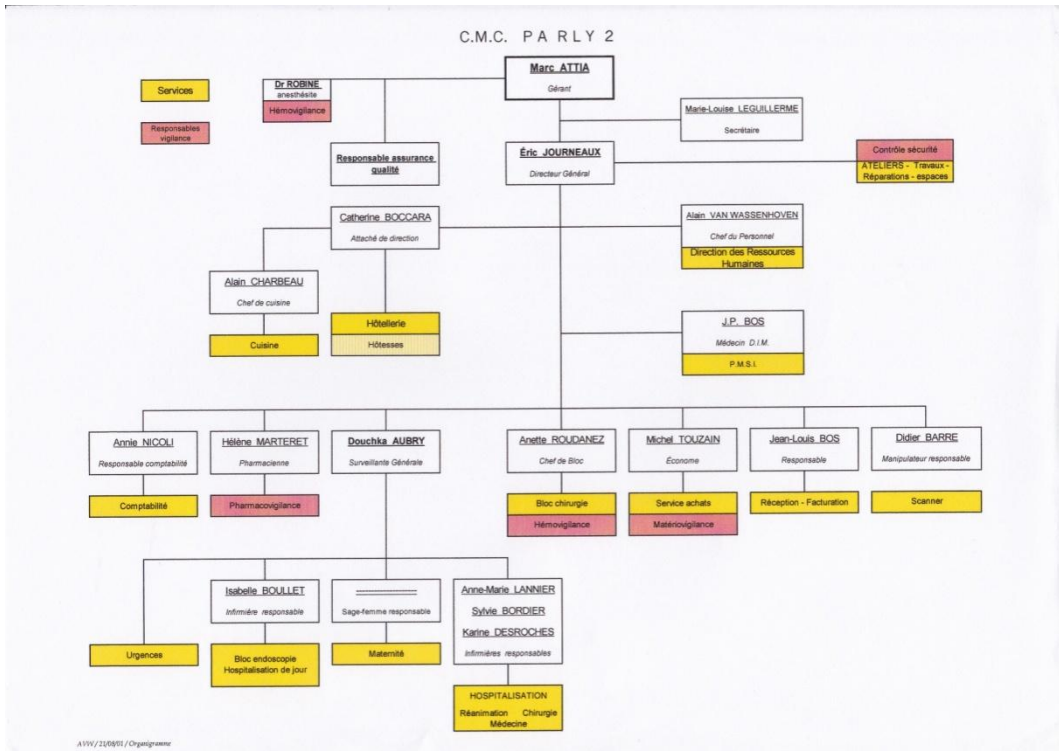 C.M.C. PARLY 2
Marc ATTIA
Gérant
Services
Responsables
vigilance
Dr ROBINE
anesthésite
Hémovigilance
Marie-Louise LEGUILLERME
Secrétaire
Responsable assurance
qualité
Éric JOURNEAUX
Directeur Général
Contrôle sécurité
ATELIERS - Travaux -
Réparations - espaces
Catherine BOCCARA
Attaché de direction
Alain VAN WASSENHOVEN
Chef du Personnel
Direction des Ressources
Humaines
Alain CHARBEAU
Chef de cuisine
Cuisine
Hôtellerie
Hôtesses
J.P. BOS
Médecin D.I.M.
P.M.S.I.
Annie NICOLI
Responsable comptabilité
Comptabilité
Hélène MARTERET
Pharmacienne
Pharmacovigilance
Douchka AUBRY
Surveillante Générale
Anette ROUDANEZ
Chef de Bloc
Bloc chirurgie
Hémovigilance
Michel TOUZAIN
Économe
Service achats
Matériovigilance
Jean-Louis BOS
Responsable
Réception - Facturation
Didier BARRE
Manipulateur responsable
Scanner
Urgences
Isabelle BOULLET
Infirmière responsable
Bloc endoscopie
Hospitalisation de jour
Sage-femme responsable
Maternité
Anne-Marie LANNIER
Sylvie BORDIER
Karine DESROCHES
Infirmières responsables
HOSPITALISATION
Réanimation Chirurgie
Médecine
AVW / 21/08/01 / Organigramme